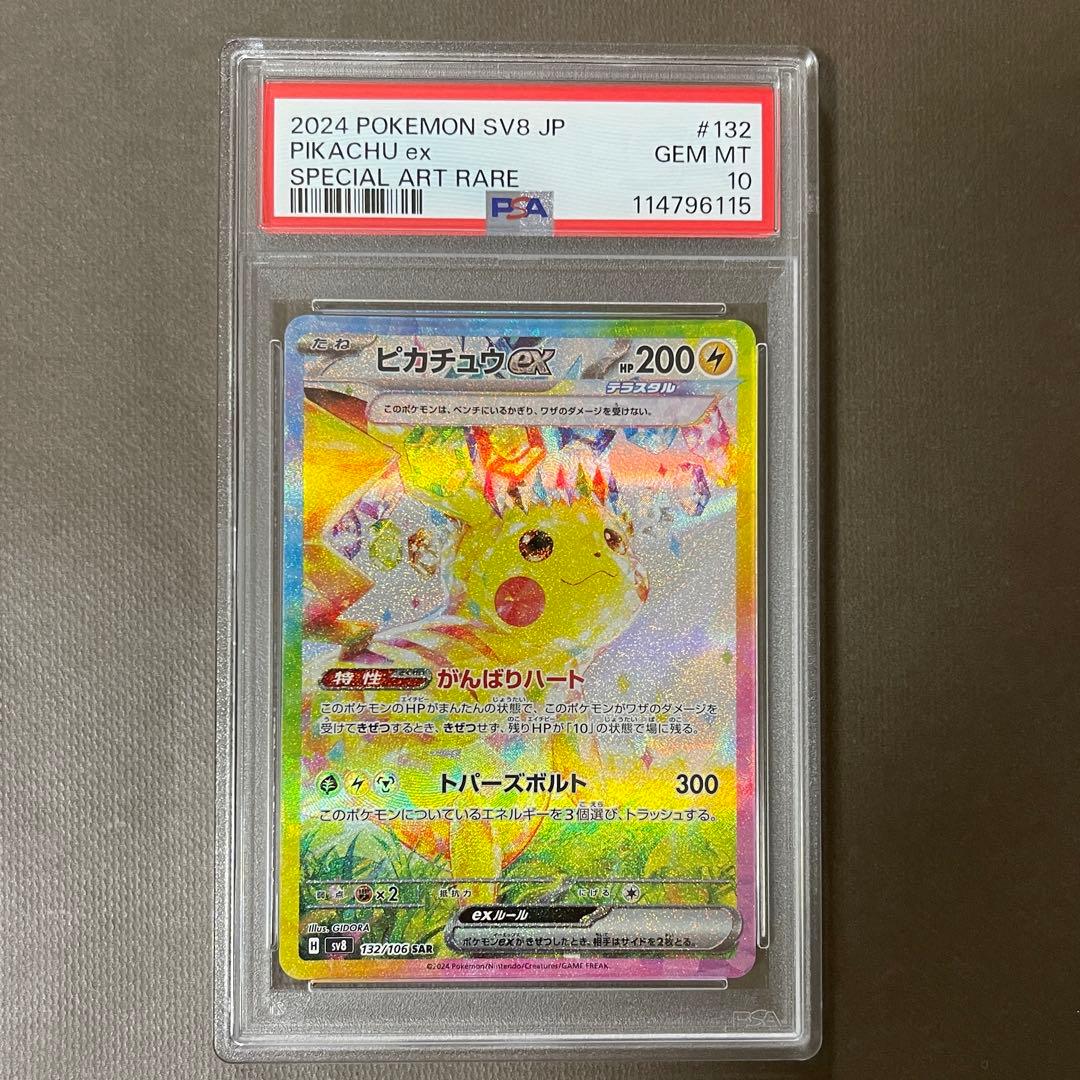 2024 POKEMON SV8 JP #132
PIKACHU ex GEM MT
SPECIAL ART RARE 10
PSA 114796115
たね ピカチュウex HP200
テラスタル
このポケモンは、ベンチにいるかぎり、ワザのダメージを受けない。
特性 がんばりハート
このポケモンのHPがまんたんの状態で、このポケモンがワザのダメージを
受けてきぜつするとき、きぜつせず、残りHPが「10」の状態で場に残る。
トパーズボルト 300
このポケモンについているエネルギーを3個選び、トラッシュする。
弱点 ×2 抵抗力 にげる
exルール
ポケモンexがきぜつしたとき、相手はサイドを2枚とる。
Illus. GIDORA
H sv8 132/106 SAR
©2024 Pokémon/Nintendo/Creatures/GAME FREAK.
PSA